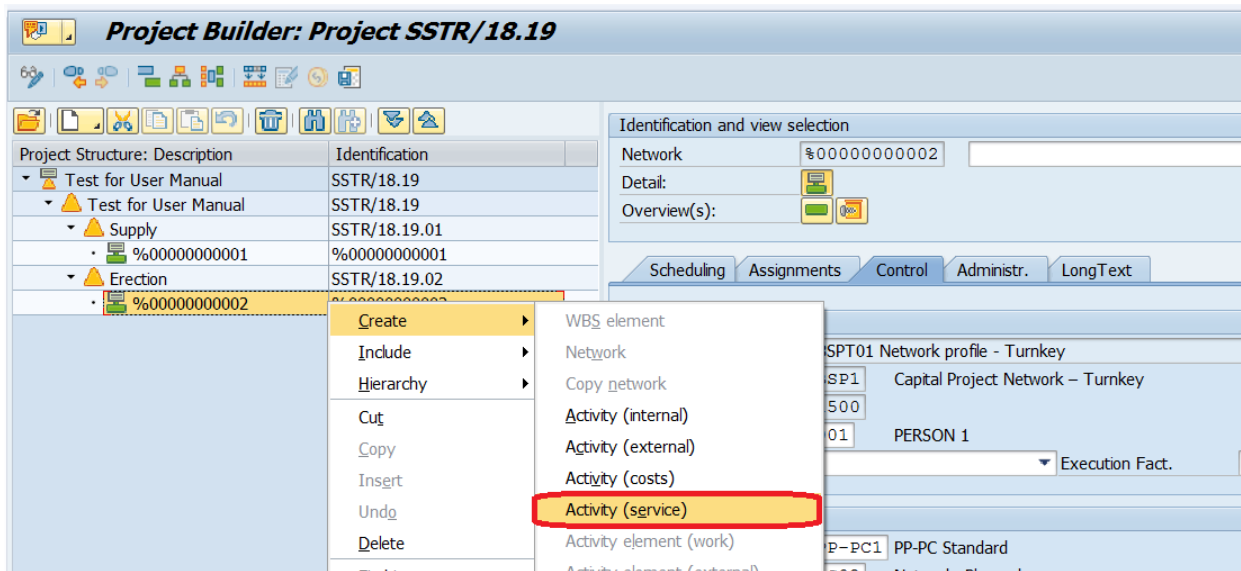 Project Builder: Project SSTR/18.19
Project Structure: Description Identification
Test for User Manual SSTR/18.19
Test for User Manual SSTR/18.19
Supply SSTR/18.19.01
%00000000001 %00000000001
Erection SSTR/18.19.02
%00000000002
Identification and view selection
Network %00000000002
Detail:
Overview(s):
Scheduling Assignments Control Administr. LongText
Create
Include
Hierarchy
Cut
Copy
Insert
Undo
Delete
WBS element
Network
Copy network
Activity (internal)
Activity (external)
Activity (costs)
Activity (service)
Activity element (work)
SPT01 Network profile - Turnkey
SP1 Capital Project Network – Turnkey
500
01 PERSON 1
Execution Fact.
P-PC1 PP-PC Standard